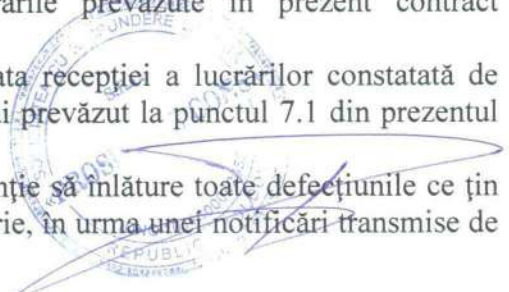 prevăzute în prezent contract
ata recepției a lucrărilor constatată de
i prevăzut la punctul 7.1 din prezentul
nție să înlăture toate defecțiunile ce țin
rie, în urma unei notificări transmise de